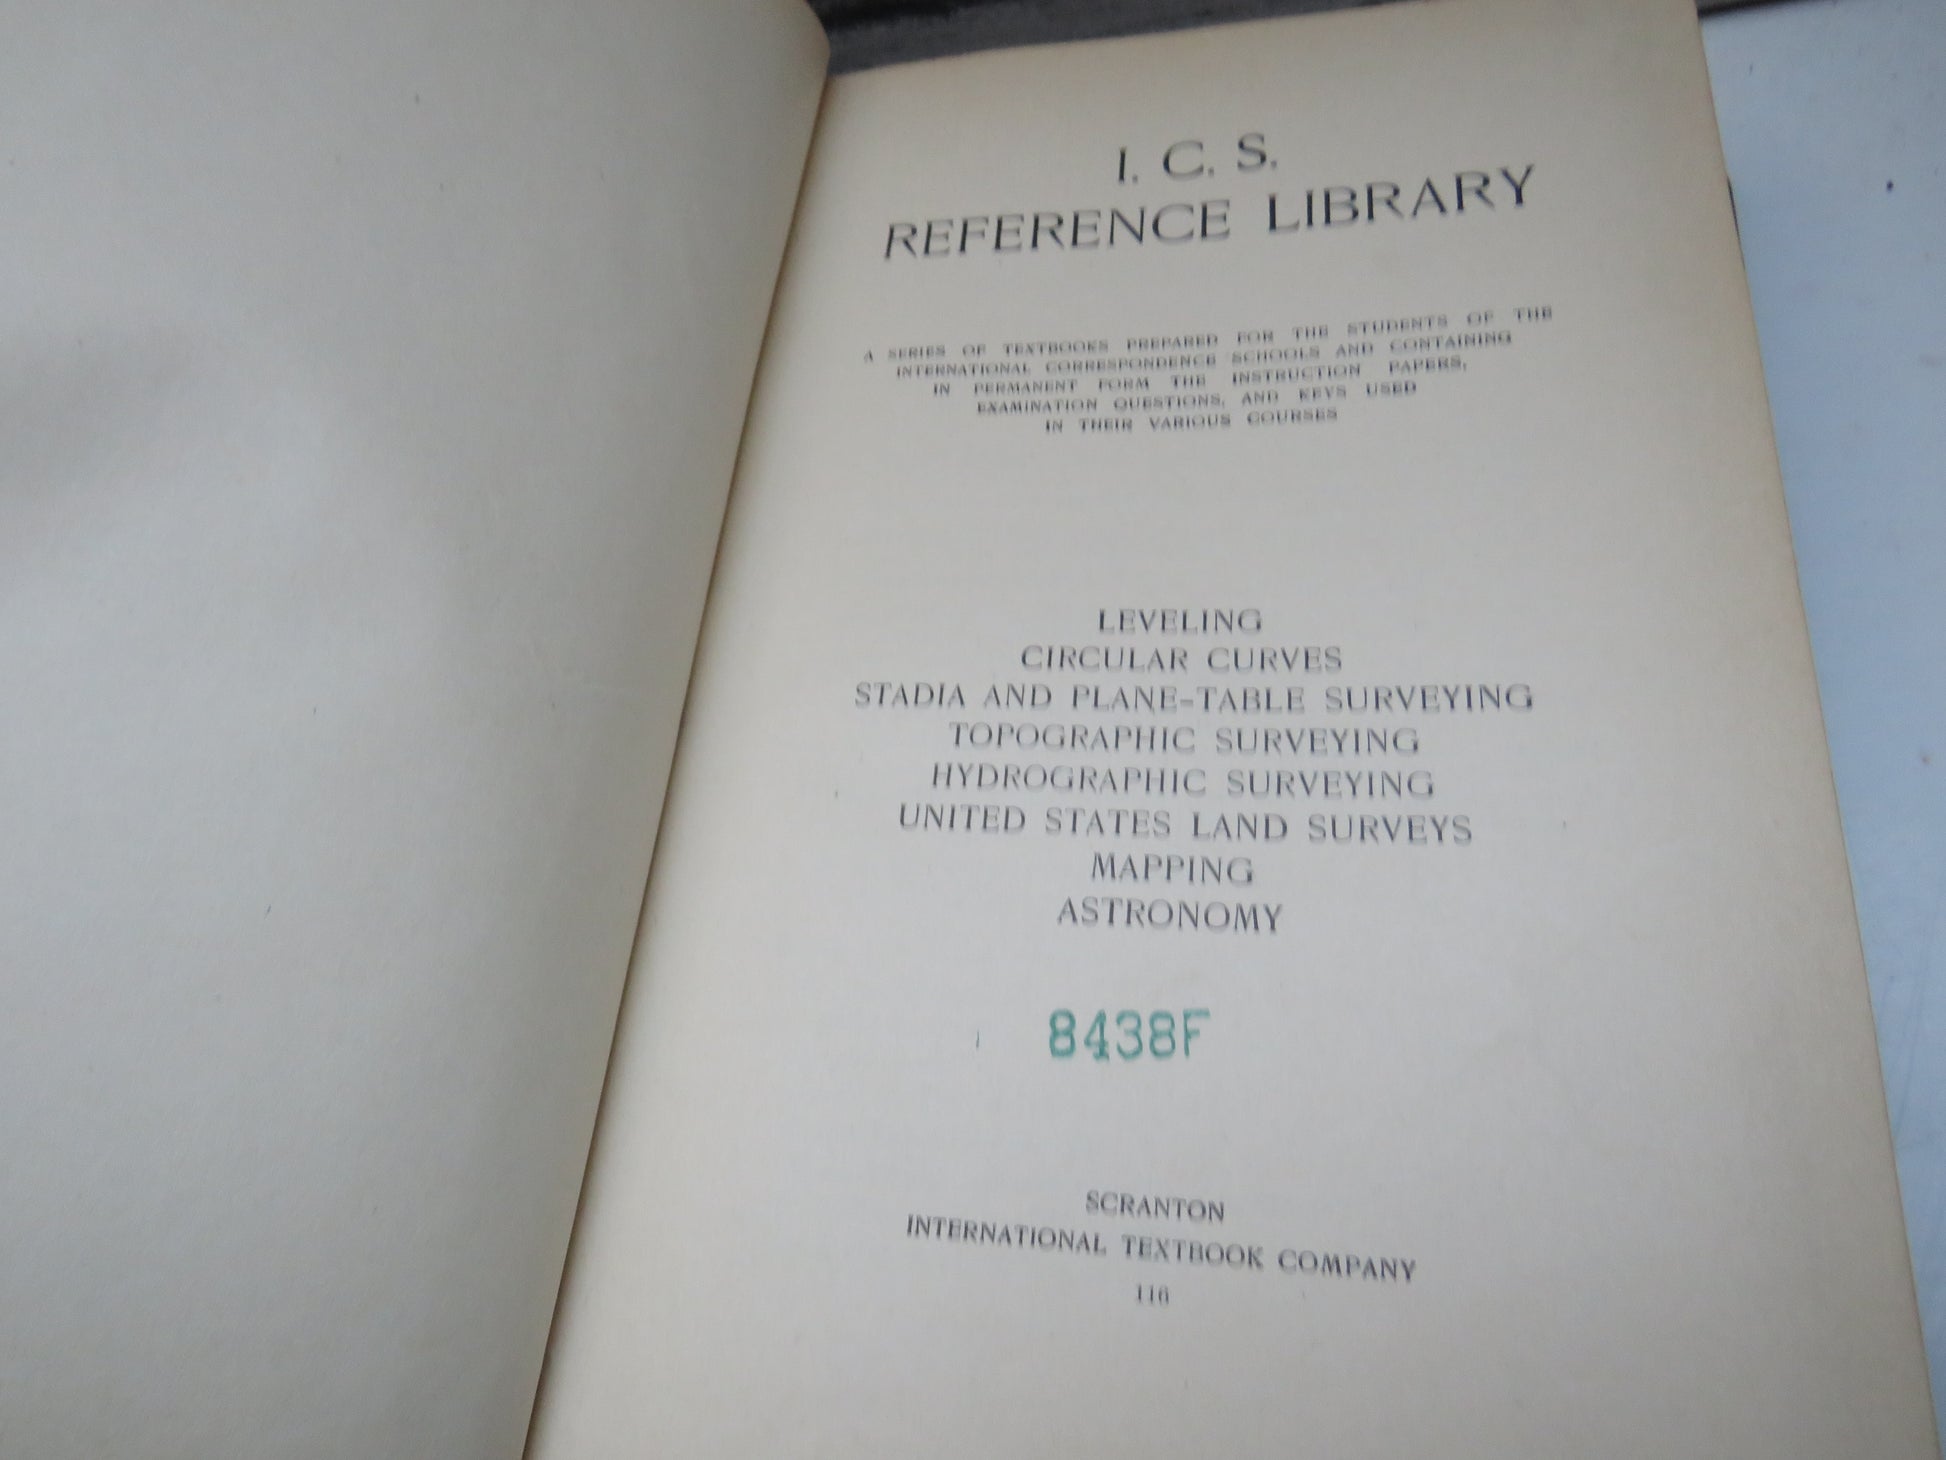 I. C. S.
REFERENCE LIBRARY
A SERIES OF TEXTBOOKS PREPARED FOR THE STUDENTS OF THE
INTERNATIONAL CORRESPONDENCE SCHOOLS AND CONTAINING
IN PERMANENT FORM THE INSTRUCTION PAPERS,
EXAMINATION QUESTIONS, AND KEYS USED
IN THEIR VARIOUS COURSES
LEVELING
CIRCULAR CURVES
STADIA AND PLANE-TABLE SURVEYING
TOPOGRAPHIC SURVEYING
HYDROGRAPHIC SURVEYING
UNITED STATES LAND SURVEYS
MAPPING
ASTRONOMY
8438F
SCRANTON
INTERNATIONAL TEXTBOOK COMPANY
116